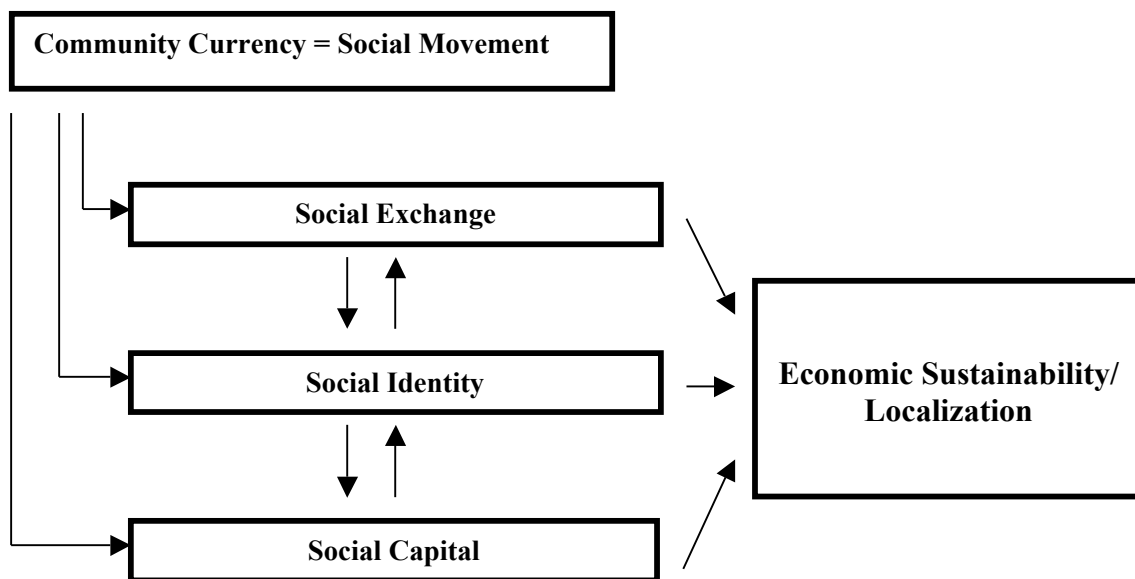 Community Currency = Social Movement
Social Exchange
Social Identity
Economic Sustainability/
Localization
Social Capital